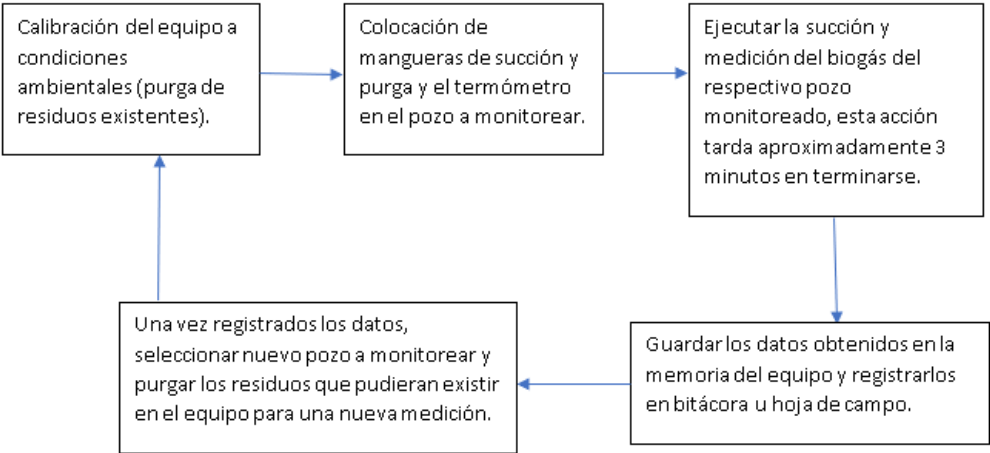 Calibración del equipo a
condiciones
ambientales (purga de
residuos existentes).
Colocación de
mangueras de succión y
purga y el termómetro
en el pozo a monitorear.
Ejecutar la succión y
medición del biogás del
respectivo pozo
monitoreado, esta acción
tarda aproximadamente 3
minutos en terminarse.
Guardar los datos obtenidos en la
memoria del equipo y registrarlos
en bitácora u hoja de campo.
Una vez registrados los datos,
seleccionar nuevo pozo a monitorear y
purgar los residuos que pudieran existir
en el equipo para una nueva medición.